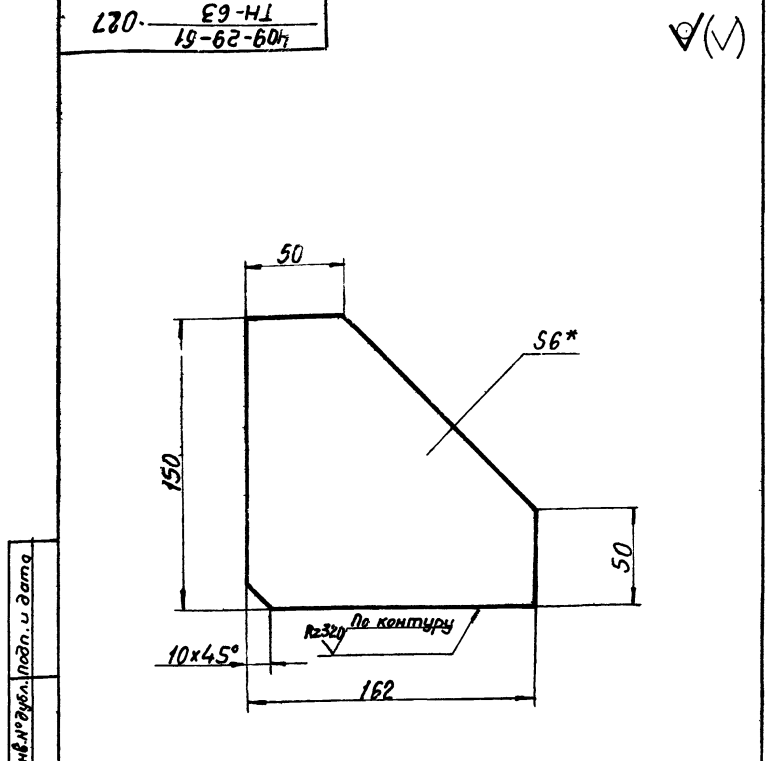 409-29-61
ТН-63
.027
√(√)
50
S6*
150
50
Rz320
По контуру
10×45°
162
Подп. и дата
нв.№дубл.